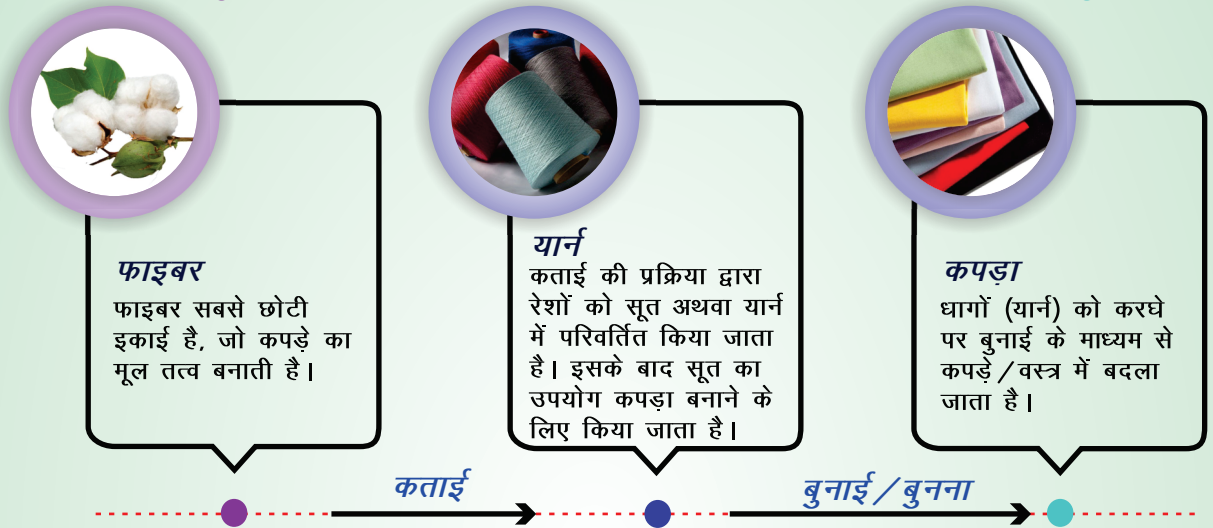 फाइबर
फाइबर सबसे छोटी
इकाई है, जो कपड़े का
मूल तत्व बनाती है।
यार्न
कताई की प्रक्रिया द्वारा
रेशों को सूत अथवा यार्न
में परिवर्तित किया जाता
है। इसके बाद सूत का
उपयोग कपड़ा बनाने के
लिए किया जाता है।
कपड़ा
धागों (यार्न) को करघे
पर बुनाई के माध्यम से
कपड़े/वस्त्र में बदला
जाता है।
कताई
बुनाई/बुनना